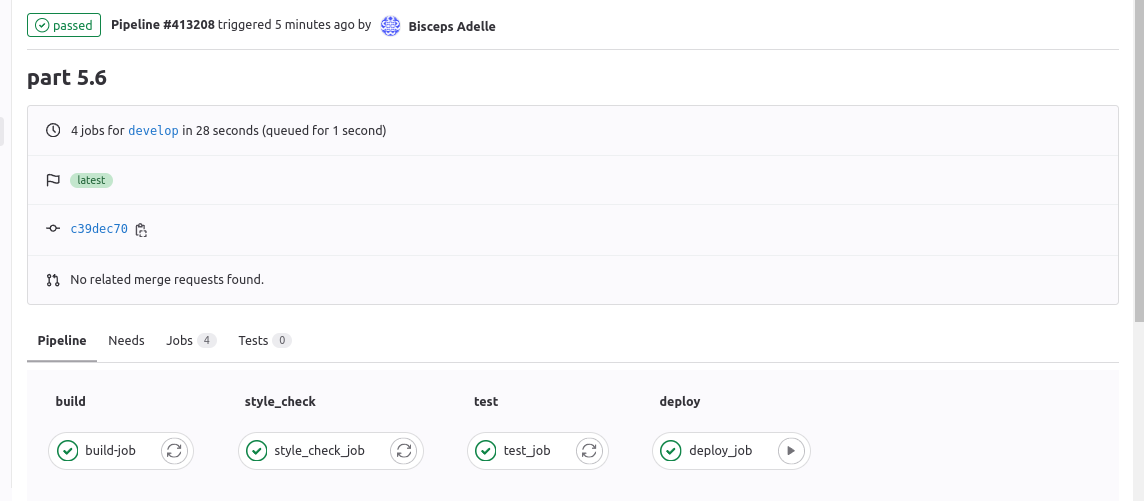 passed Pipeline #413208 triggered 5 minutes ago by Bisceps Adelle
part 5.6
4 jobs for develop in 28 seconds (queued for 1 second)
latest
c39dec70
No related merge requests found.
Pipeline Needs Jobs 4 Tests 0
build style_check test deploy
build-job style_check_job test_job deploy_job